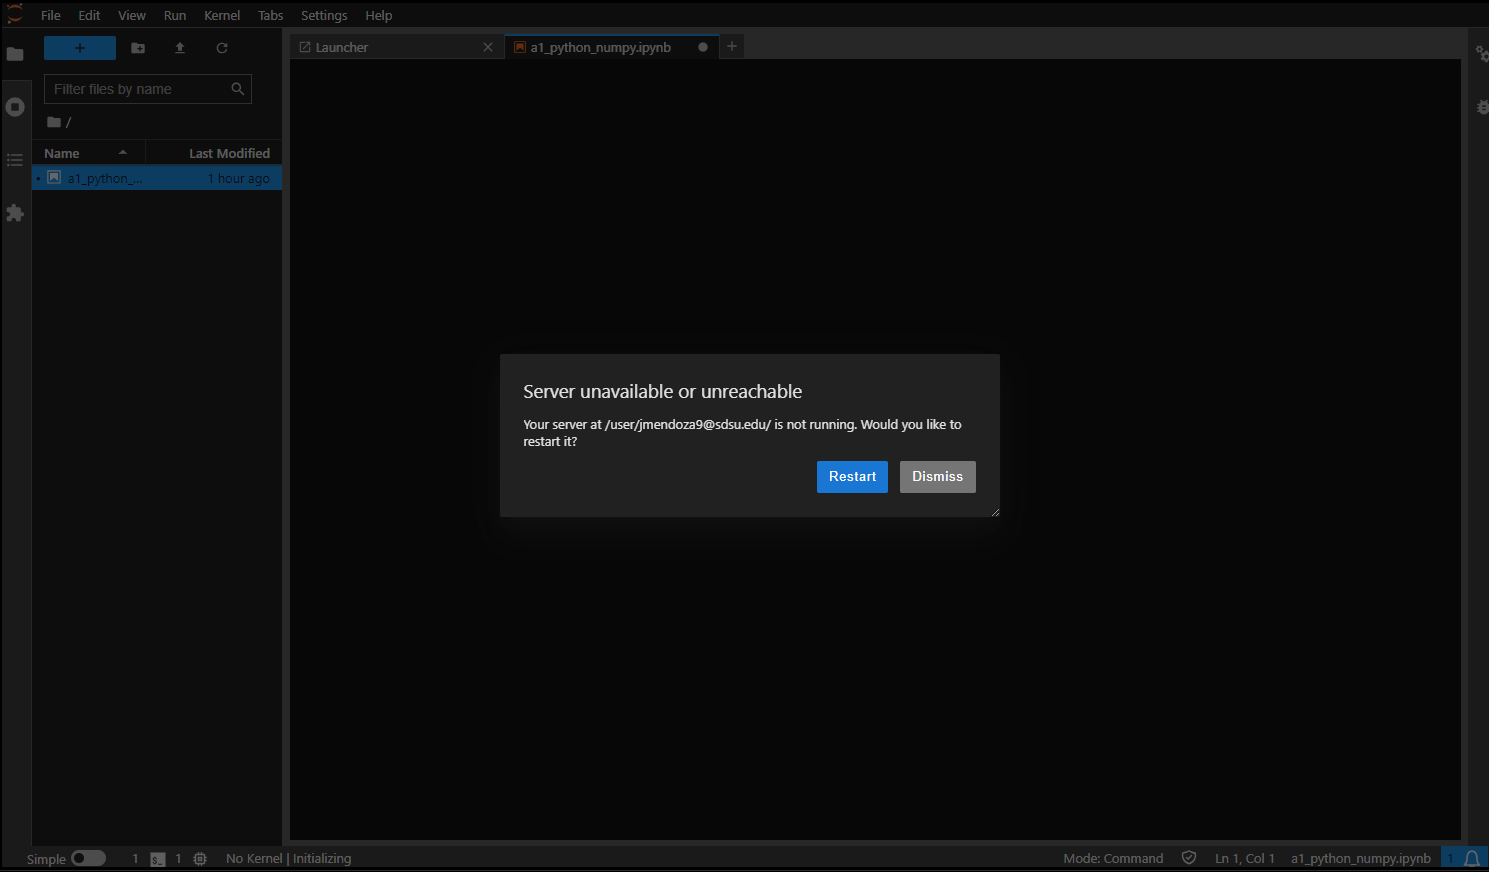 File Edit View Run Kernel Tabs Settings Help
+
Launcher
a1_python_numpy.ipynb
+
Filter files by name
/
Name Last Modified
a1_python_... 1 hour ago
Server unavailable or unreachable
Your server at /user/jmendoza9@sdsu.edu/ is not running. Would you like to
restart it?
Restart Dismiss
Simple 1 $_ 1 No Kernel | Initializing Mode: Command Ln 1, Col 1 a1_python_numpy.ipynb 1